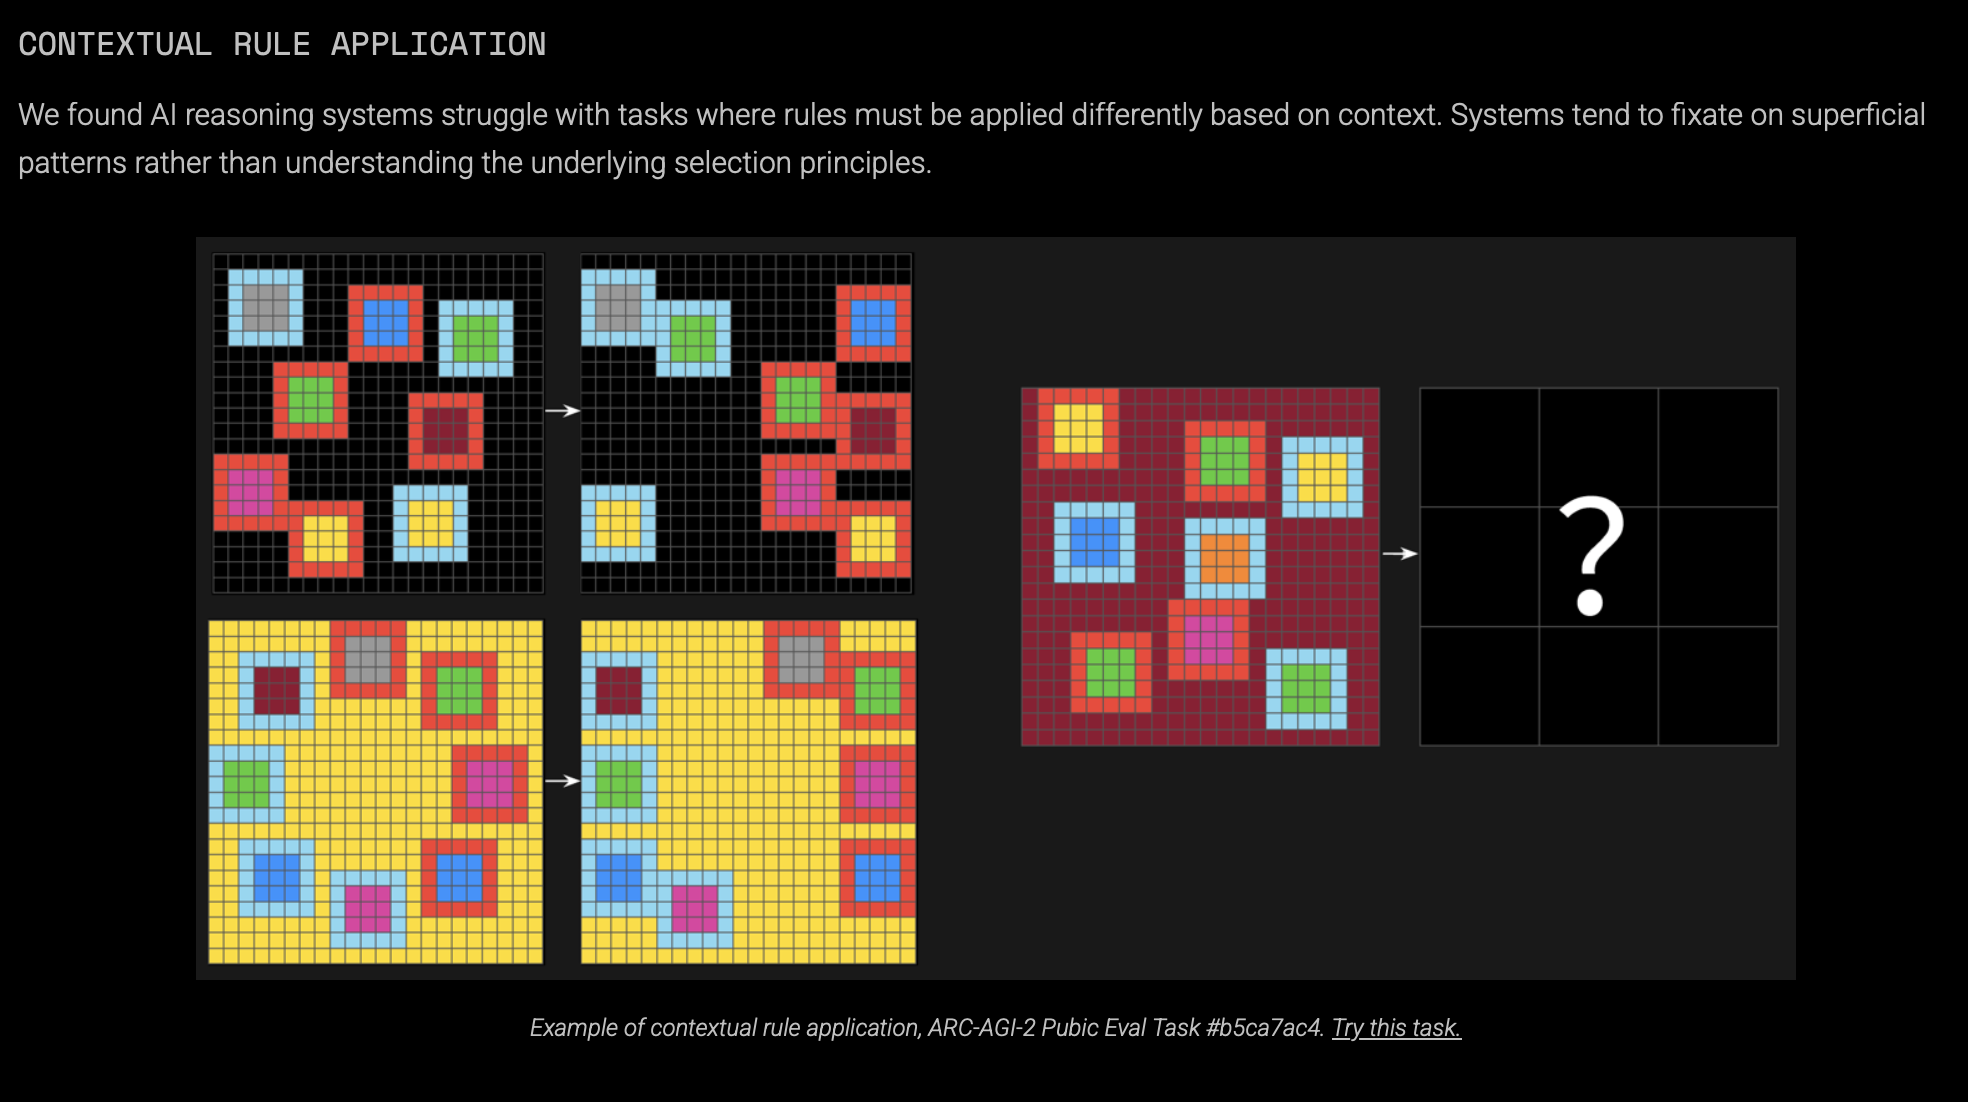 CONTEXTUAL RULE APPLICATION
We found AI reasoning systems struggle with tasks where rules must be applied differently based on context. Systems tend to fixate on superficial
patterns rather than understanding the underlying selection principles.
?
Example of contextual rule application, ARC-AGI-2 Pubic Eval Task #b5ca7ac4. Try this task.